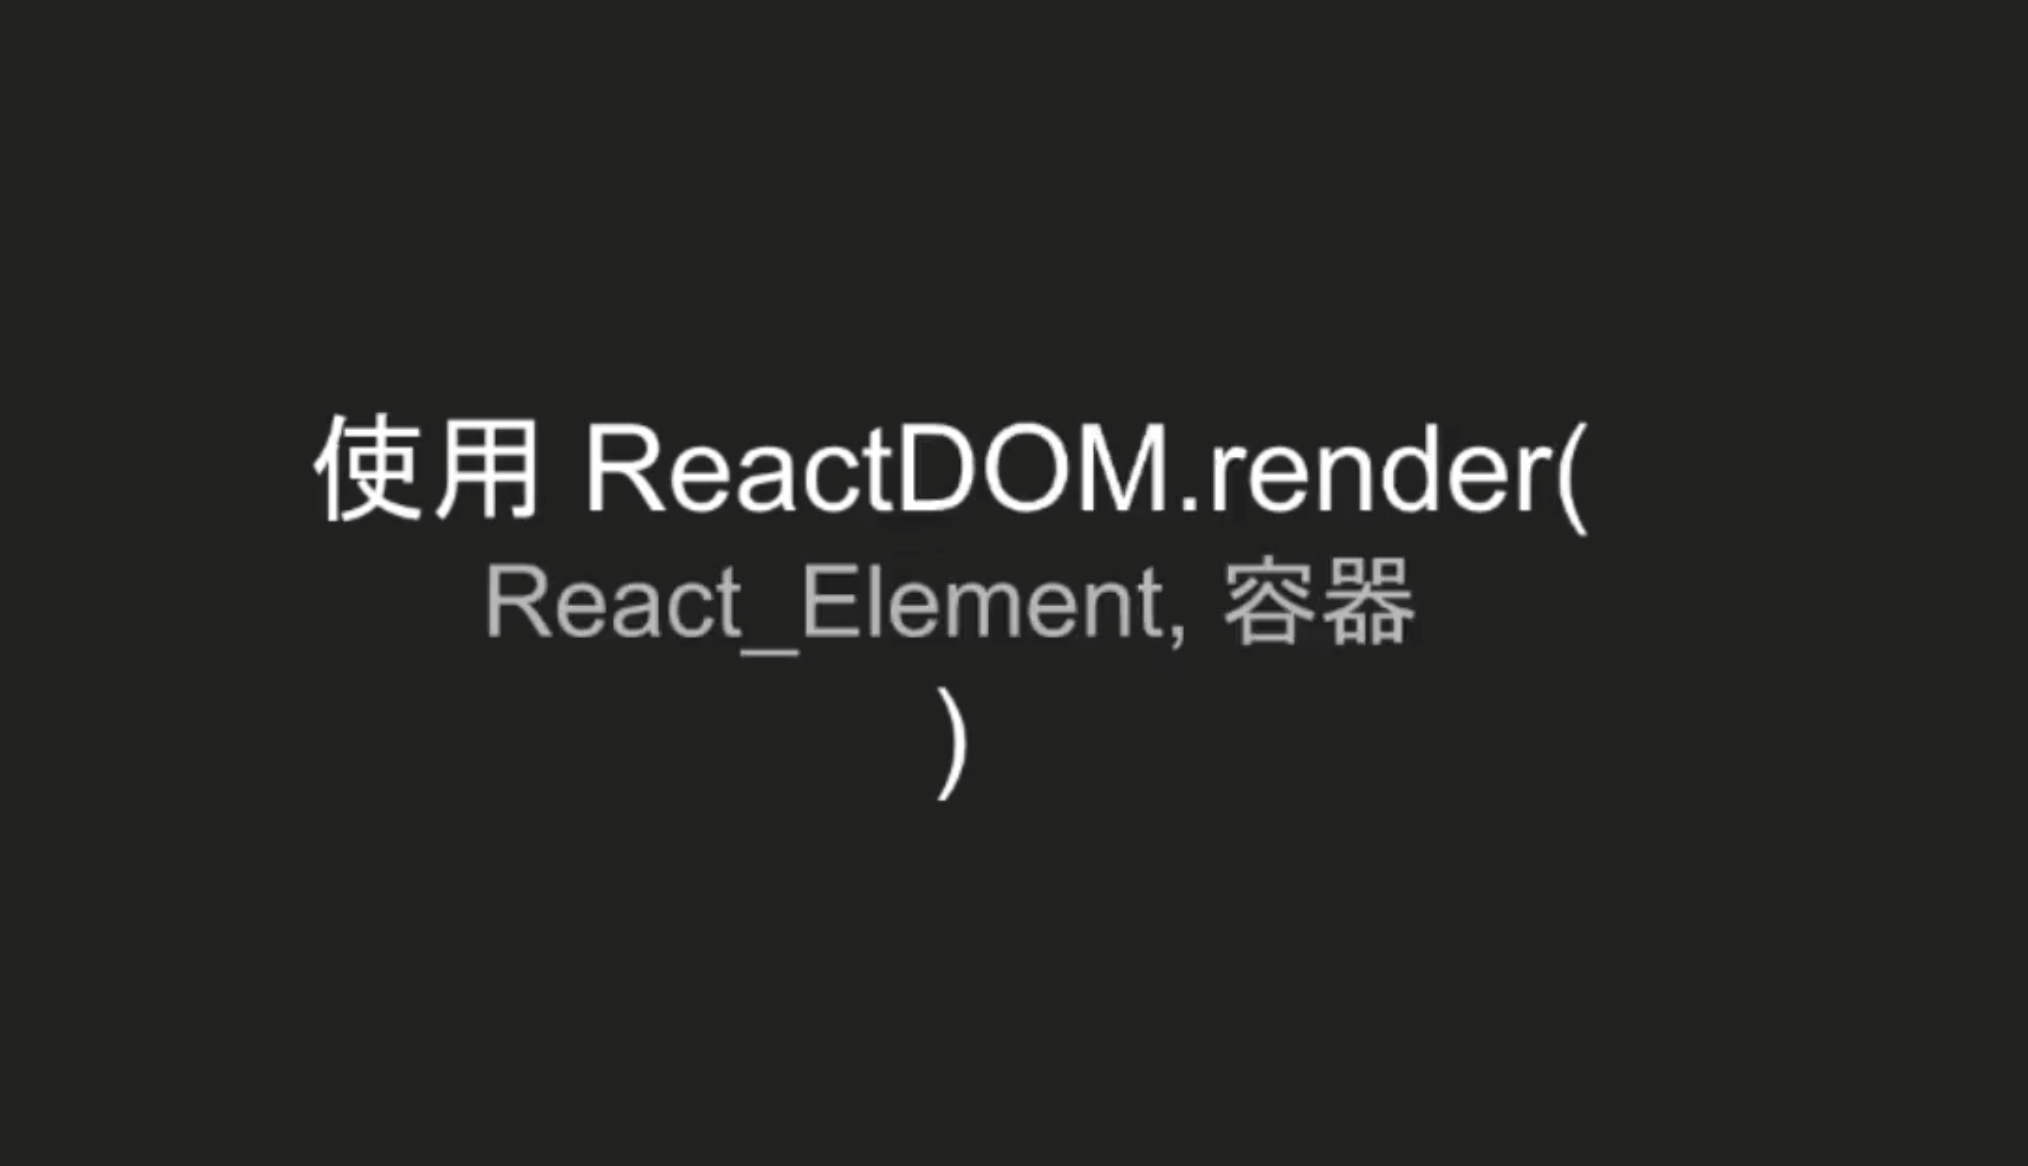 使用 ReactDOM.render(
React_Element, 容器
)